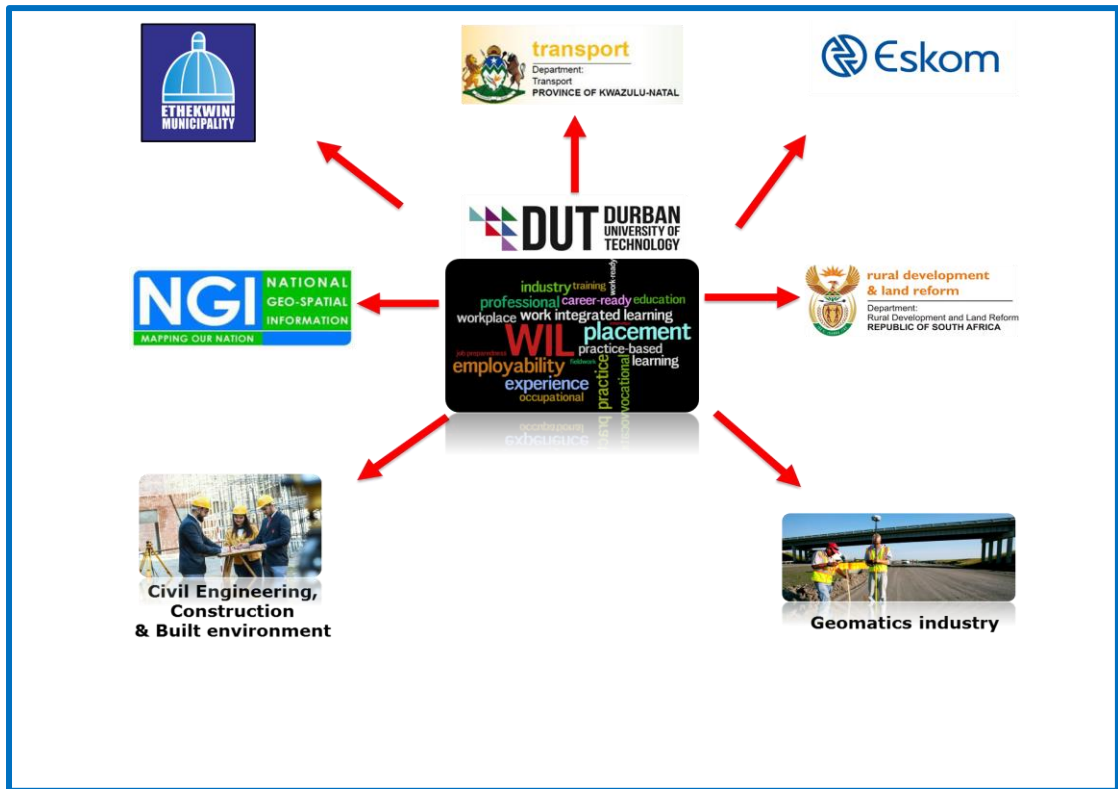 ETHEKWINI
MUNICIPALITY
transport
Department:
Transport
PROVINCE OF KWAZULU-NATAL
Eskom
DUT DURBAN
UNIVERSITY OF
TECHNOLOGY
NGI NATIONAL
GEO-SPATIAL
INFORMATION
MAPPING OUR NATION
work-ready
industry training
professional career-ready education
workplace work integrated learning
WIL placement
practice-based
job preparedness fieldwork learning
employability
experience
occupational
practice
vocational
rural development
& land reform
Department:
Rural Development and Land Reform
REPUBLIC OF SOUTH AFRICA
Civil Engineering,
Construction
& Built environment
Geomatics industry